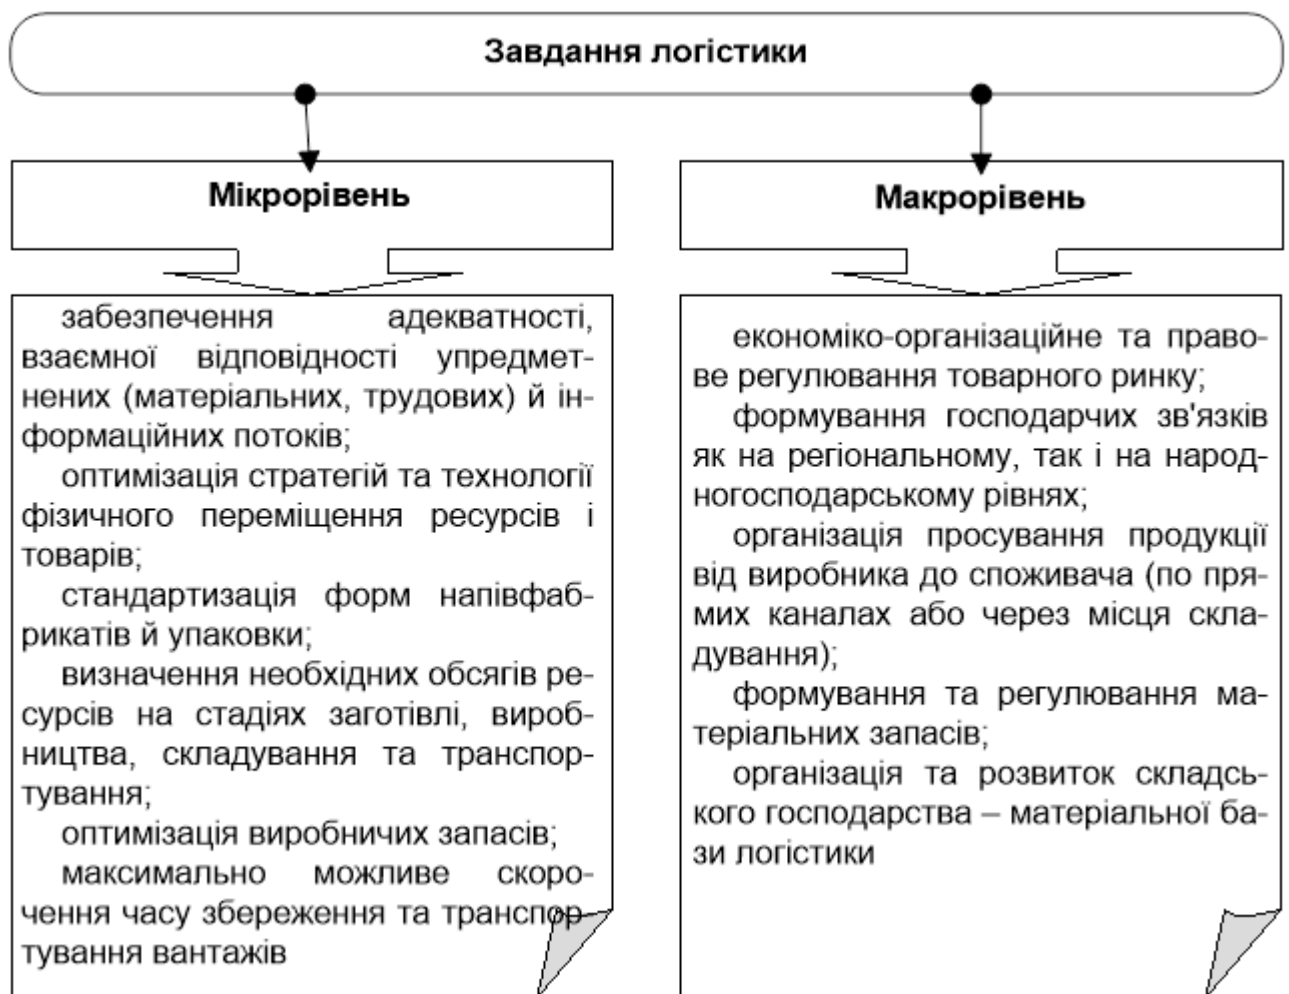 Завдання логістики
Мікрорівень
забезпечення адекватності,
взаємної відповідності упредмет-
нених (матеріальних, трудових) й ін-
формаційних потоків;
оптимізація стратегій та технології
фізичного переміщення ресурсів і
товарів;
стандартизація форм напівфаб-
рикатів й упаковки;
визначення необхідних обсягів ре-
сурсів на стадіях заготівлі, вироб-
ництва, складування та транспор-
тування;
оптимізація виробничих запасів;
максимально можливе скоро-
чення часу збереження та транспор-
тування вантажів
Макрорівень
економіко-організаційне та право-
ве регулювання товарного ринку;
формування господарчих зв'язків
як на регіональному, так і на народ-
ногосподарському рівнях;
організація просування продукції
від виробника до споживача (по пря-
мих каналах або через місця скла-
дування);
формування та регулювання ма-
теріальних запасів;
організація та розвиток складсь-
кого господарства – матеріальної ба-
зи логістики